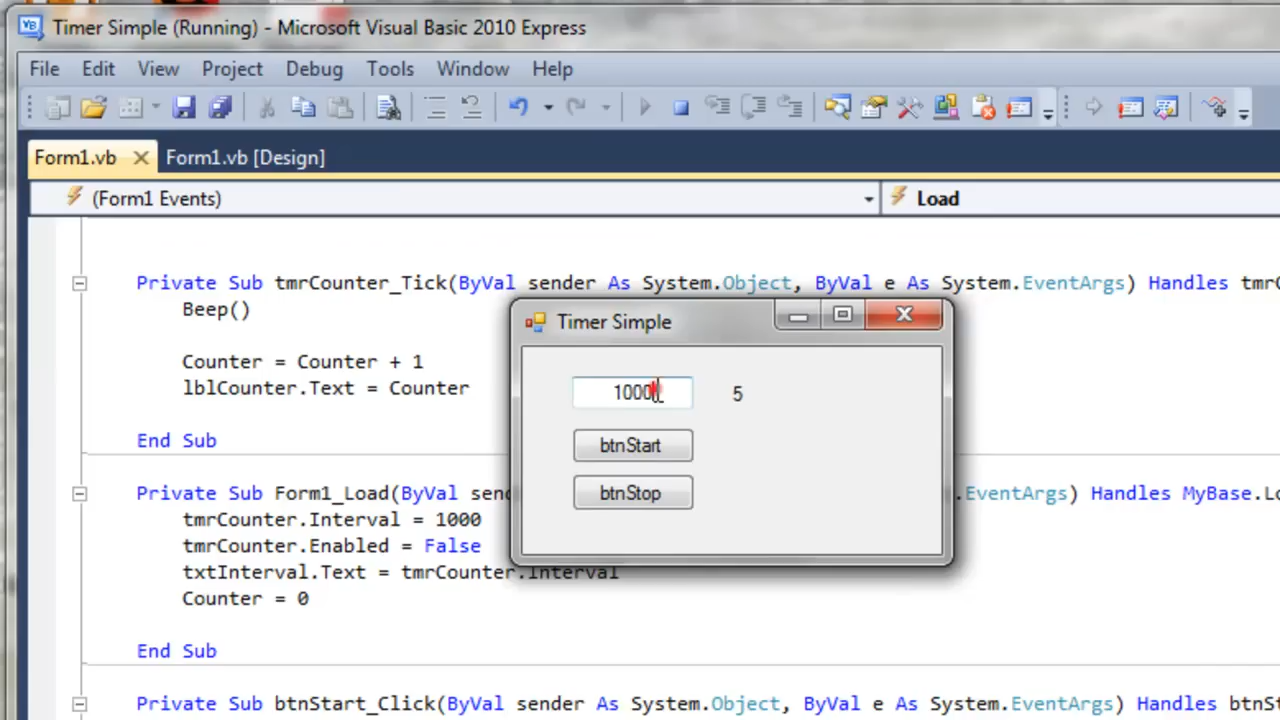 Timer Simple (Running) - Microsoft Visual Basic 2010 Express
File Edit View Project Debug Tools Window Help
Form1.vb Form1.vb [Design]
(Form1 Events) Load
Private Sub tmrCounter_Tick(ByVal sender As System.Object, ByVal e As System.EventArgs) Handles tmrC
Beep()
Timer Simple
Counter = Counter + 1
lblCounter.Text = Counter
1000 5
End Sub
btnStart
btnStop
Private Sub Form1_Load(ByVal send .EventArgs) Handles MyBase.Lo
tmrCounter.Interval = 1000
tmrCounter.Enabled = False
txtInterval.Text = tmrCounter.Interval
Counter = 0
End Sub
Private Sub btnStart_Click(ByVal sender As System.Object, ByVal e As System.EventArgs) Handles btnSt